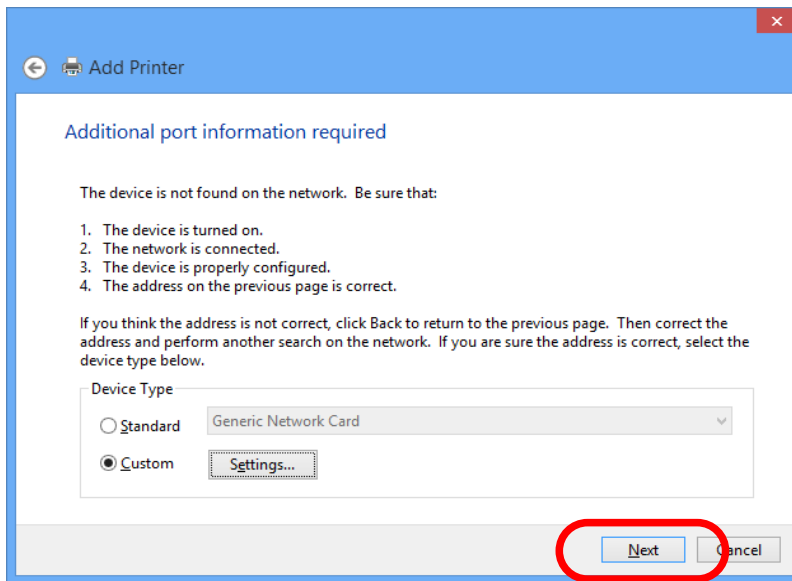 Add Printer
Additional port information required
The device is not found on the network. Be sure that:
1. The device is turned on.
2. The network is connected.
3. The device is properly configured.
4. The address on the previous page is correct.
If you think the address is not correct, click Back to return to the previous page. Then correct the
address and perform another search on the network. If you are sure the address is correct, select the
device type below.
Device Type
Standard
Generic Network Card
Custom
Settings...
Next
Cancel